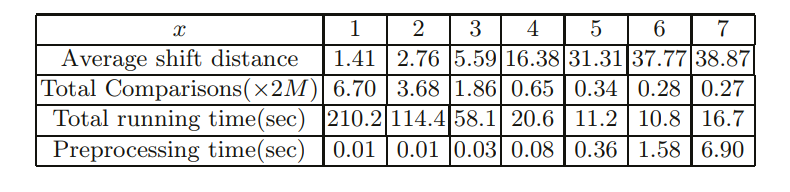 x 1 2 3 4 5 6 7
Average shift distance 1.41 2.76 5.59 16.38 31.31 37.77 38.87
Total Comparisons(×2M) 6.70 3.68 1.86 0.65 0.34 0.28 0.27
Total running time(sec) 210.2 114.4 58.1 20.6 11.2 10.8 16.7
Preprocessing time(sec) 0.01 0.01 0.03 0.08 0.36 1.58 6.90